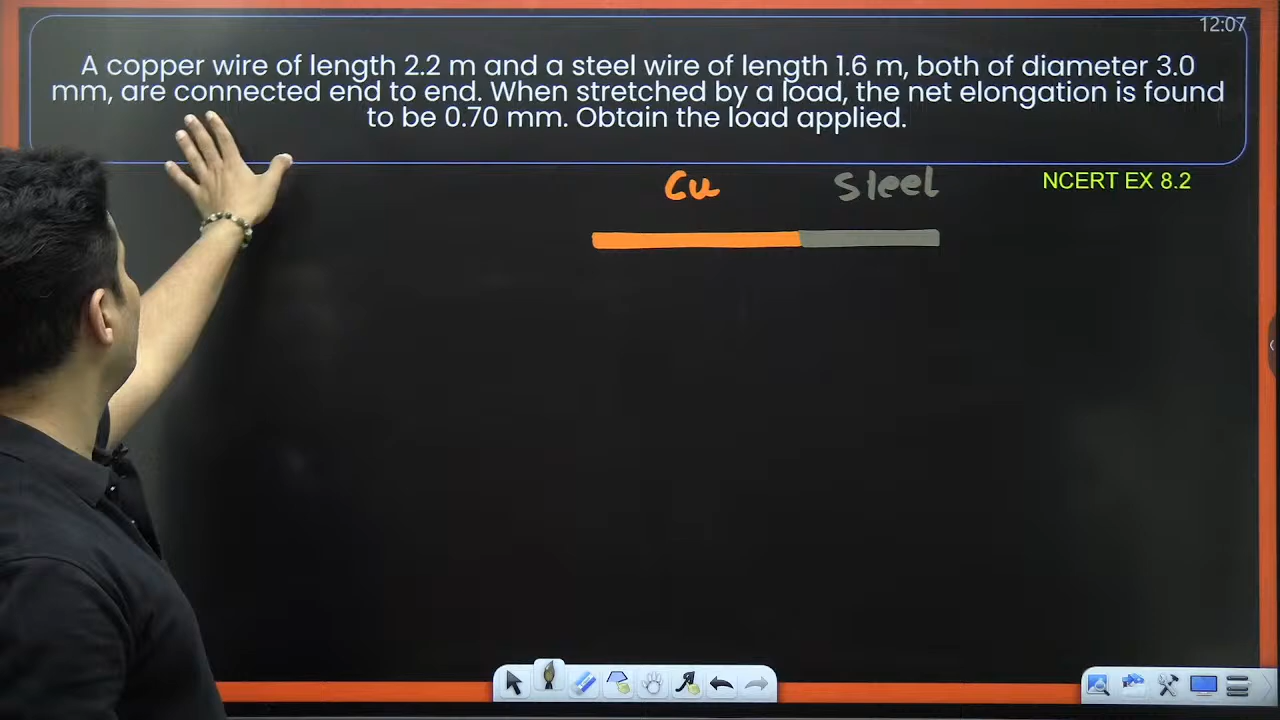 12:07
A copper wire of length 2.2 m and a steel wire of length 1.6 m, both of diameter 3.0
mm, are connected end to end. When stretched by a load, the net elongation is found
to be 0.70 mm. Obtain the load applied.
Cu Steel NCERT EX 8.2